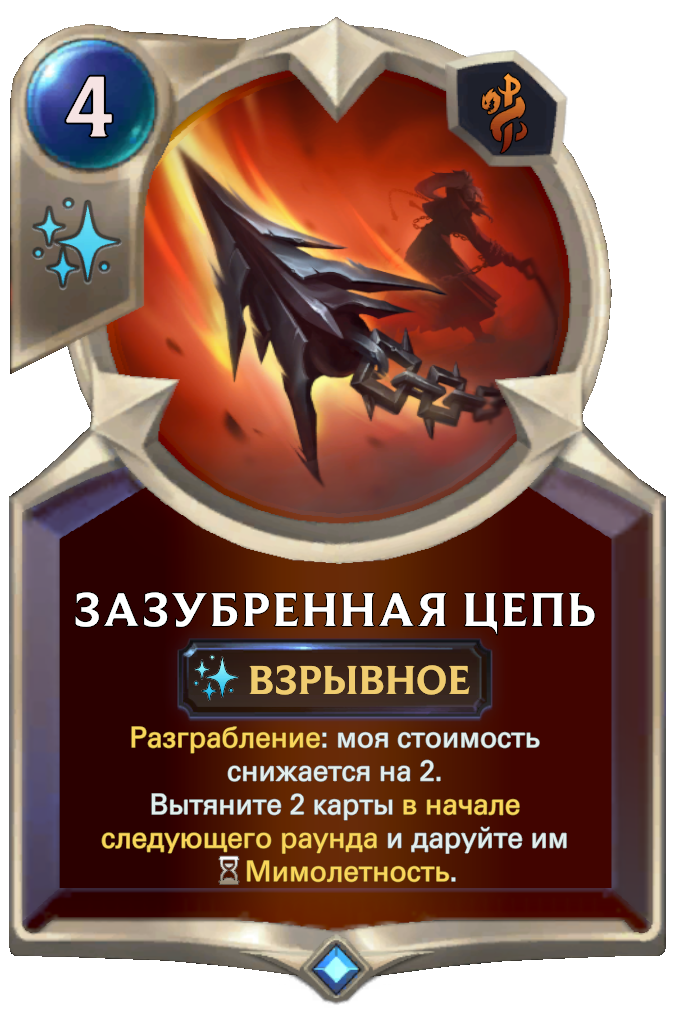 4
ЗАЗУБРЕННАЯ ЦЕПЬ
ВЗРЫВНОЕ
Разграбление: моя стоимость
снижается на 2.
Вытяните 2 карты в начале
следующего раунда и даруйте им
Мимолетность.